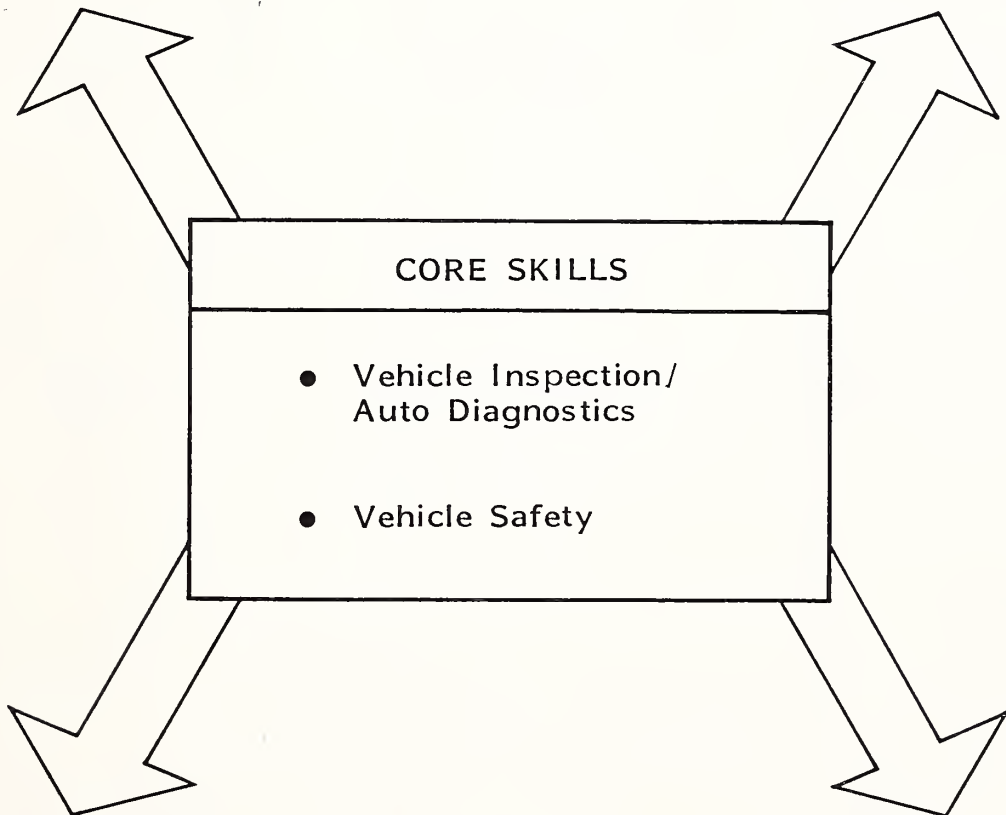 CORE SKILLS
● Vehicle Inspection/
Auto Diagnostics
● Vehicle Safety